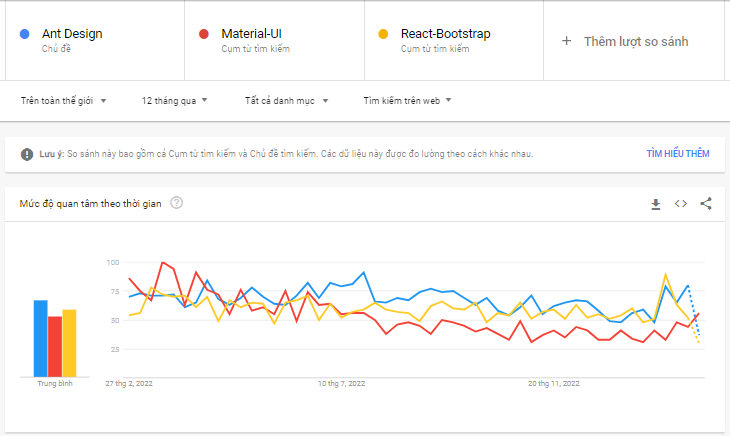 Ant Design
Chủ đề
Material-UI
Cụm từ tìm kiếm
React-Bootstrap
Cụm từ tìm kiếm
+ Thêm lượt so sánh
Trên toàn thế giới
12 tháng qua
Tất cả danh mục
Tìm kiếm trên web
Lưu ý: So sánh này bao gồm cả Cụm từ tìm kiếm và Chủ đề tìm kiếm. Các dữ liệu này được đo lường theo cách khác nhau.
TÌM HIỂU THÊM
Mức độ quan tâm theo thời gian
100
75
50
25
Trung bình
27 thg 2, 2022
10 thg 7, 2022
20 thg 11, 2022